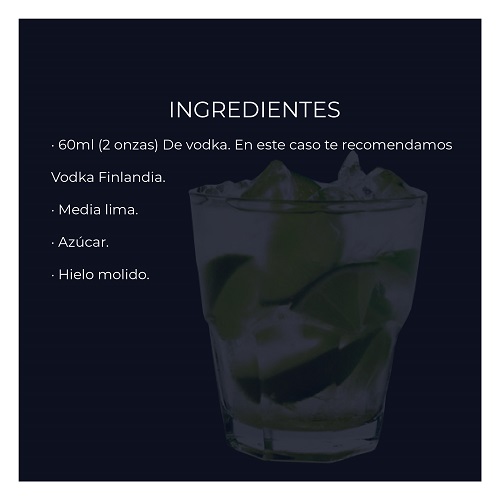 INGREDIENTES
· 60ml (2 onzas) De vodka. En este caso te recomendamos
Vodka Finlandia.
· Media lima.
· Azúcar.
· Hielo molido.